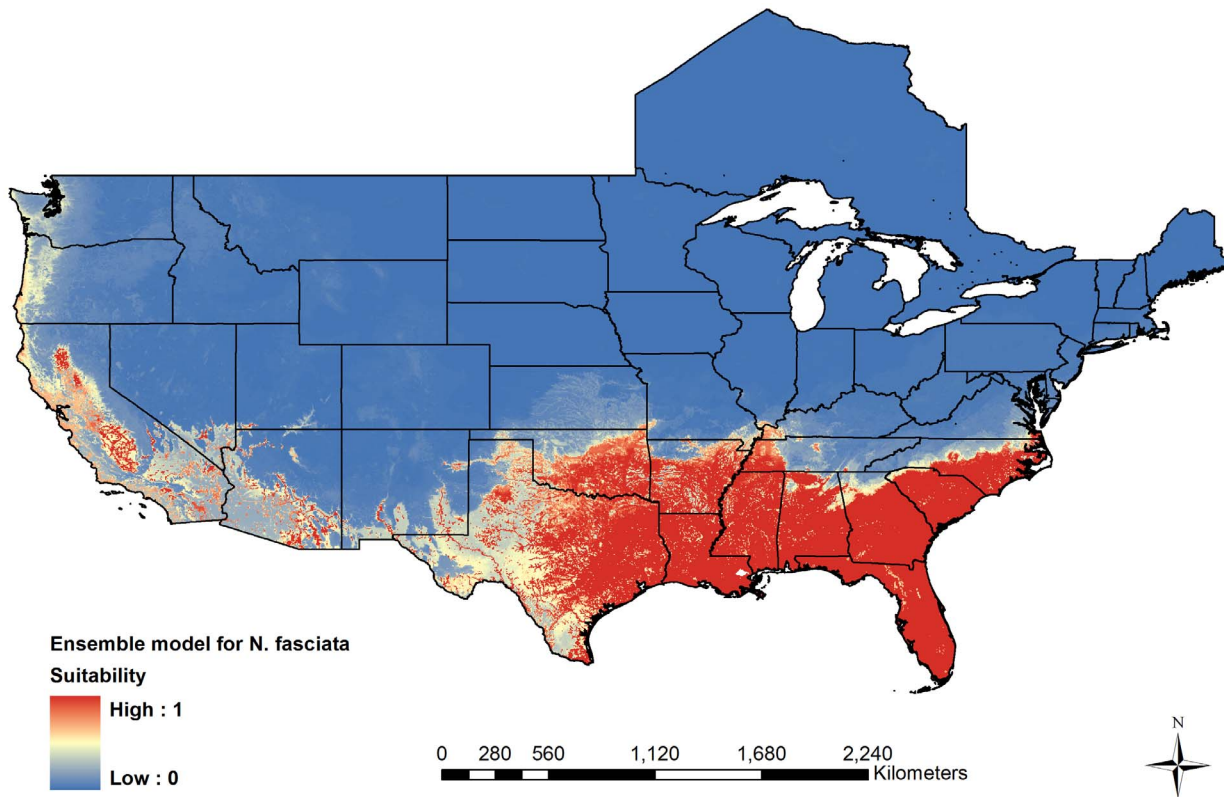 Ensemble model for N. fasciata
Suitability
High : 1
Low : 0
0 280 560 1,120 1,680 2,240
Kilometers
N